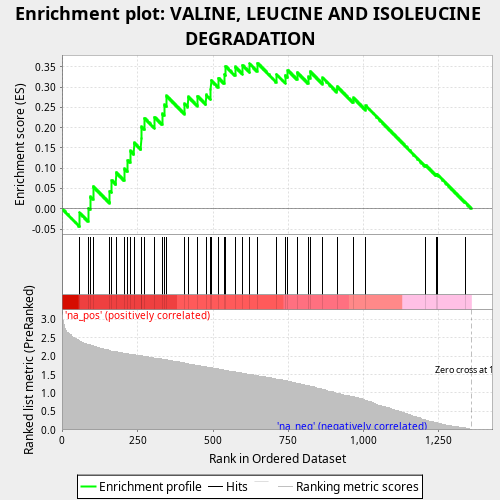 Enrichment plot: VALINE, LEUCINE AND ISOLEUCINE
DEGRADATION
Enrichment score (ES)
0.35
0.30
0.25
0.20
0.15
0.10
0.05
0.00
-0.05
'na_pos' (positively correlated)
Ranked list metric (PreRanked)
3.0
2.5
2.0
1.5
1.0
0.5
0.0
Zero cross at 1
'na_neg' (negatively correlated)
0
250
500
750
1,000
1,250
Rank in Ordered Dataset
Enrichment profile
Hits
Ranking metric scores